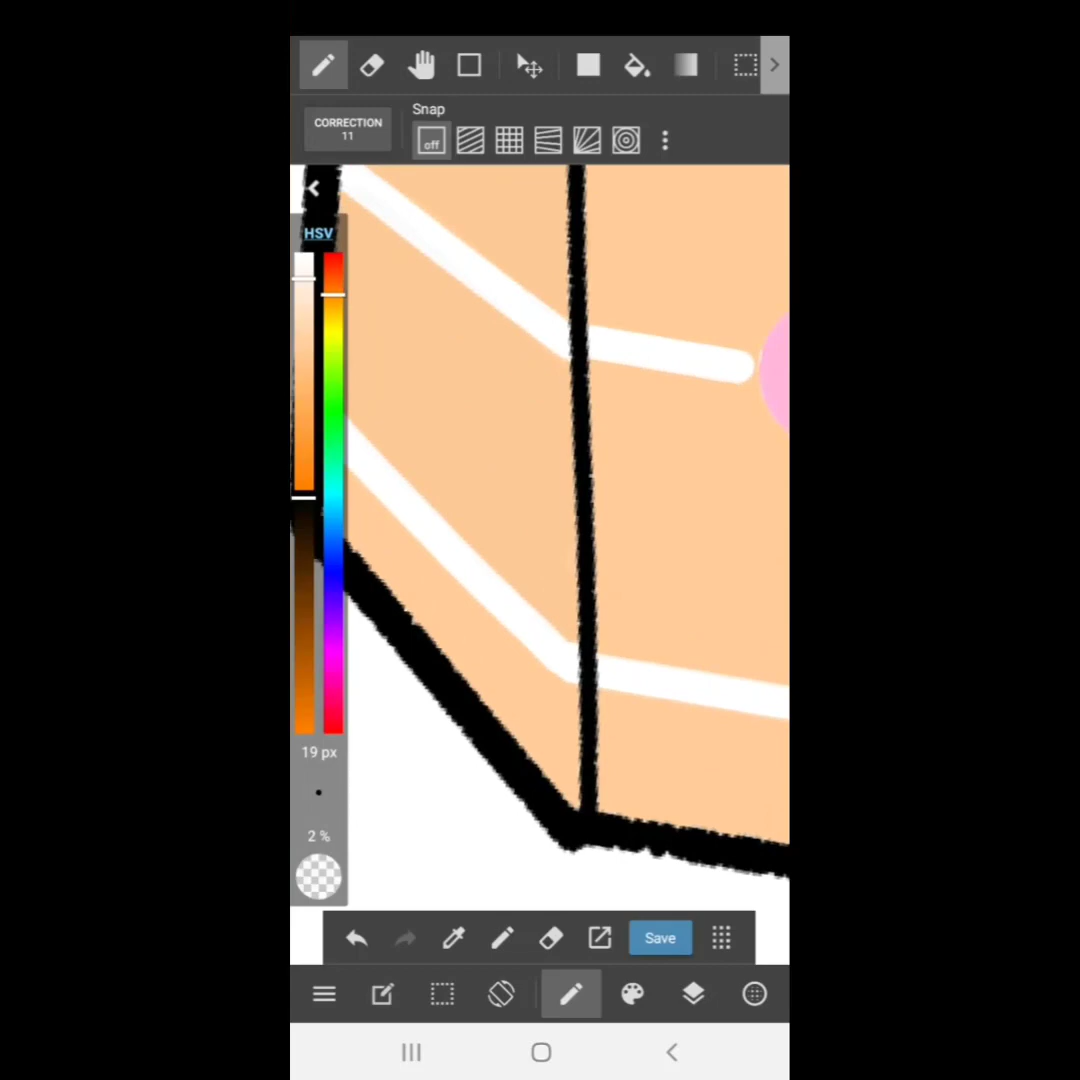 Snap
CORRECTION
11
off
HSV
19 px
2 %
Save